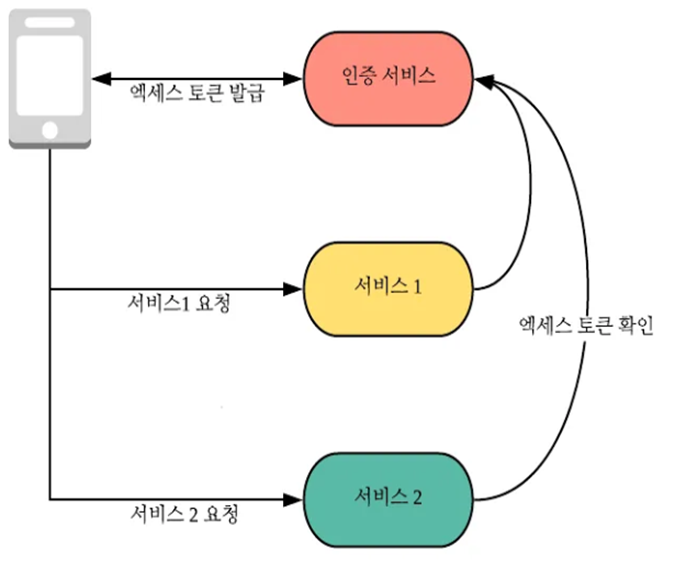 인증 서비스
엑세스 토큰 발급
서비스 1
서비스1 요청
엑세스 토큰 확인
서비스 2
서비스 2 요청